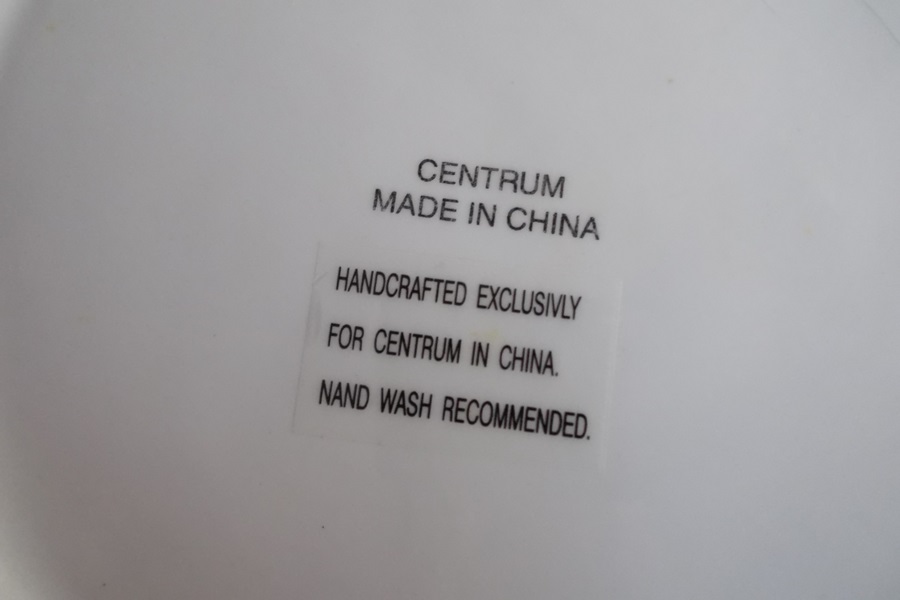 CENTRUM
MADE IN CHINA
HANDCRAFTED EXCLUSIVLY
FOR CENTRUM IN CHINA.
NAND WASH RECOMMENDED.